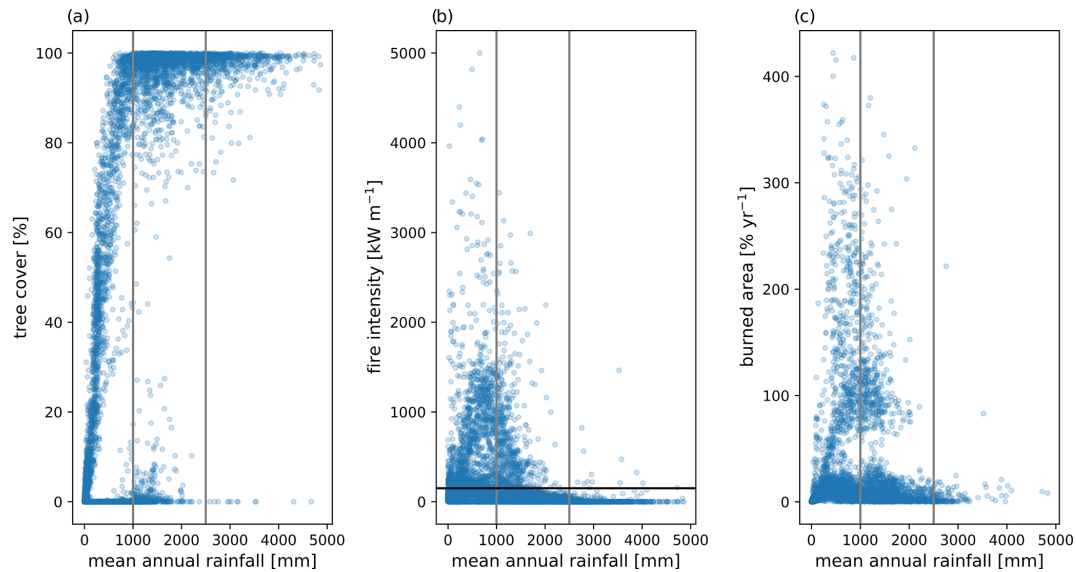 (a)
(b)
(c)
100
80
60
40
20
0
tree cover [%]
0 1000 2000 3000 4000 5000
mean annual rainfall [mm]
5000
4000
3000
2000
1000
0
fire intensity [kW m⁻¹]
0 1000 2000 3000 4000 5000
mean annual rainfall [mm]
400
300
200
100
0
burned area [% yr⁻¹]
0 1000 2000 3000 4000 5000
mean annual rainfall [mm]